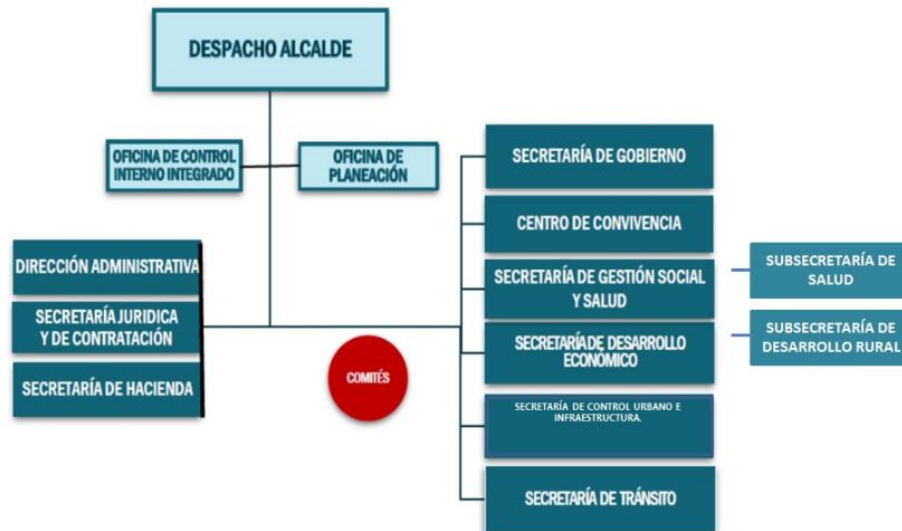 DESPACHO ALCALDE
OFICINA DE CONTROL
INTERNO INTEGRADO
OFICINA DE
PLANEACIÓN
DIRECCIÓN ADMINISTRATIVA
SECRETARÍA JURIDICA
Y DE CONTRATACIÓN
SECRETARÍA DE HACIENDA
COMITÉS
SECRETARÍA DE GOBIERNO
CENTRO DE CONVIVENCIA
SECRETARÍA DE GESTIÓN SOCIAL
Y SALUD
SUBSECRETARÍA DE
SALUD
SECRETARÍA DE DESARROLLO
ECONÓMICO
SUBSECRETARÍA DE
DESARROLLO RURAL
SECRETARÍA DE CONTROL URBANO E
INFRAESTRUCTURA.
SECRETARÍA DE TRÁNSITO